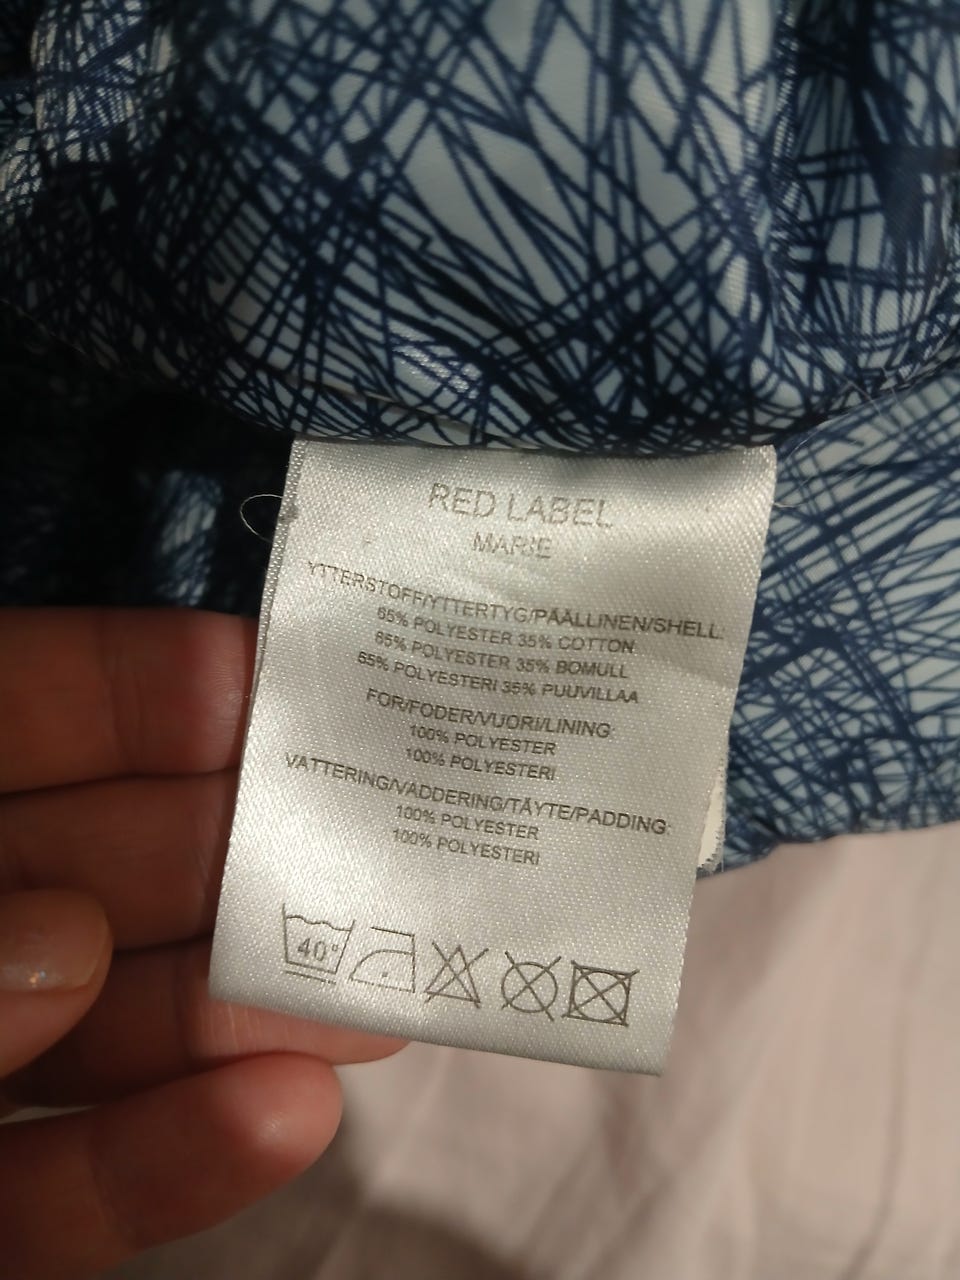 RED LABEL
MARIE
YTTERSTOFF/YTTERTYG/PÄÄLLINEN/SHELL:
65% POLYESTER 35% COTTON
65% POLYESTER 35% BOMULL
65% POLYESTERI 35% PUUVILLAA
FOR/FODER/VUORI/LINING:
100% POLYESTER
100% POLYESTERI
VATTERING/VADDERING/TÄYTE/PADDING:
100% POLYESTER
100% POLYESTERI
40°